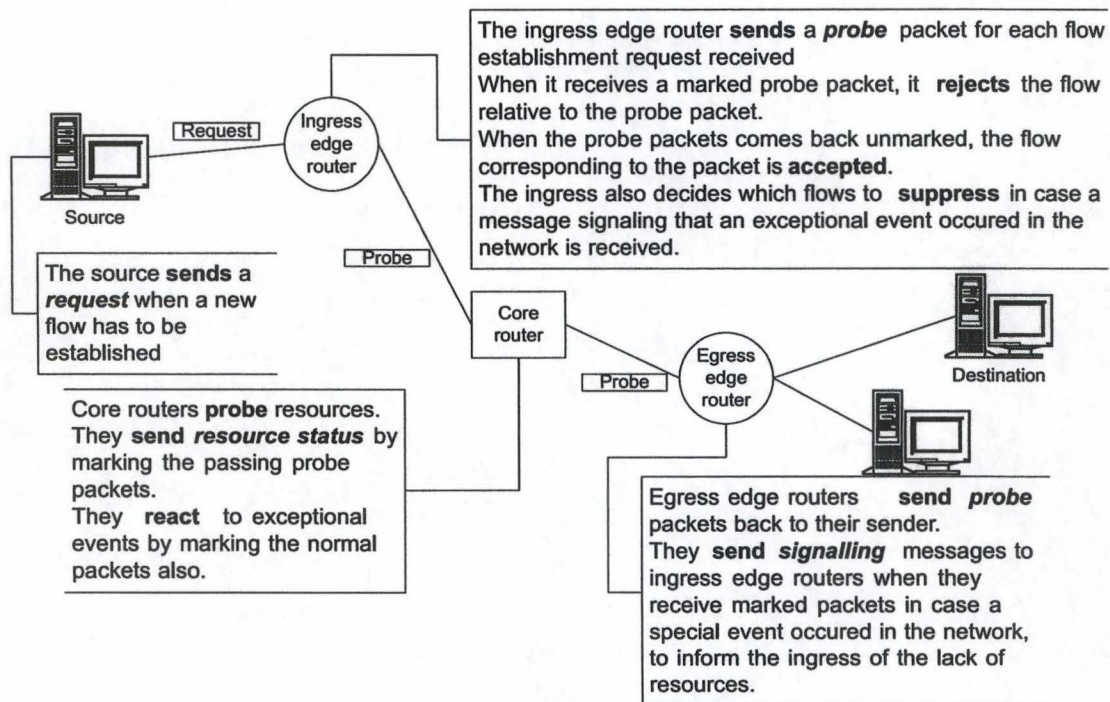 The ingress edge router sends a probe packet for each flow
establishment request received
When it receives a marked probe packet, it rejects the flow
relative to the probe packet.
When the probe packets comes back unmarked, the flow
corresponding to the packet is accepted.
The ingress also decides which flows to suppress in case a
message signaling that an exceptional event occured in the
network is received.
Request
Ingress
edge
router
Source
Probe
The source sends a
request when a new
flow has to be
established
Core
router
Probe
Egress
edge
router
Destination
Core routers probe resources.
They send resource status by
marking the passing probe
packets.
They react to exceptional
events by marking the normal
packets also.
Egress edge routers send probe
packets back to their sender.
They send signalling messages to
ingress edge routers when they
receive marked packets in case a
special event occured in the network,
to inform the ingress of the lack of
resources.